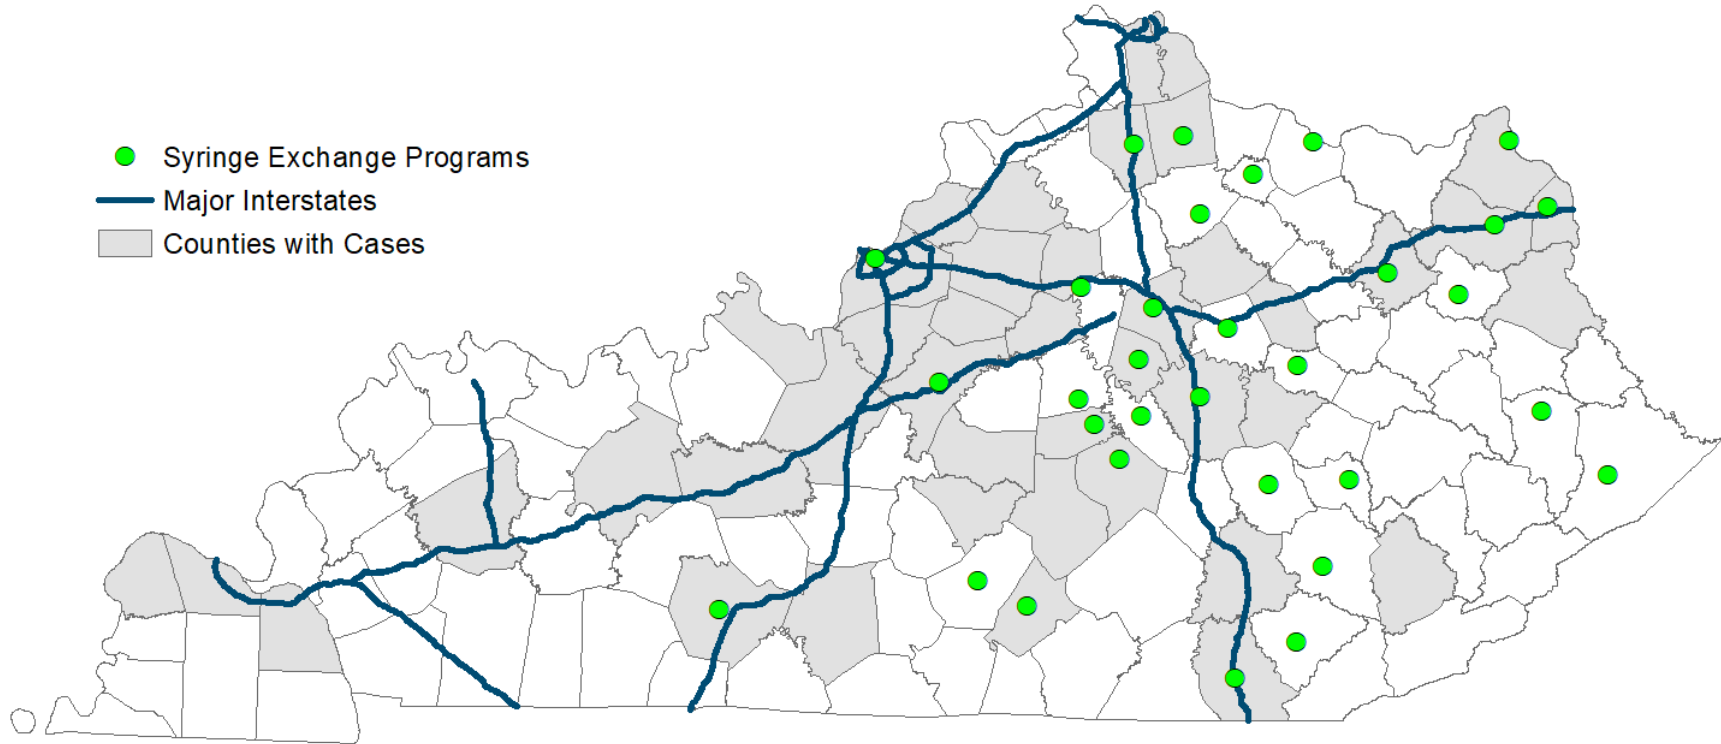 Syringe Exchange Programs
Major Interstates
Counties with Cases